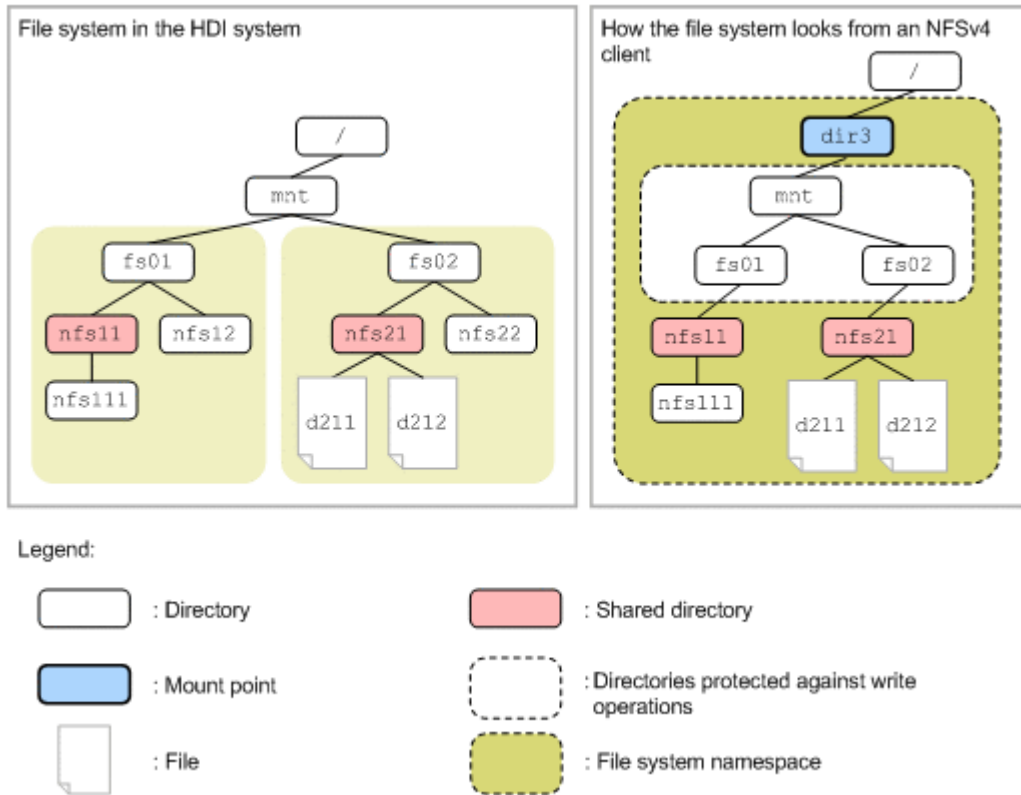 File system in the HDI system
/
mnt
fs01 fs02
nfs11 nfs12 nfs21 nfs22
nfs111
d211 d212
How the file system looks from an NFSv4
client
/
dir3
mnt
fs01 fs02
nfs11 nfs21
nfs111
d211 d212
Legend:
: Directory
: Shared directory
: Mount point
: Directories protected against write
operations
: File
: File system namespace